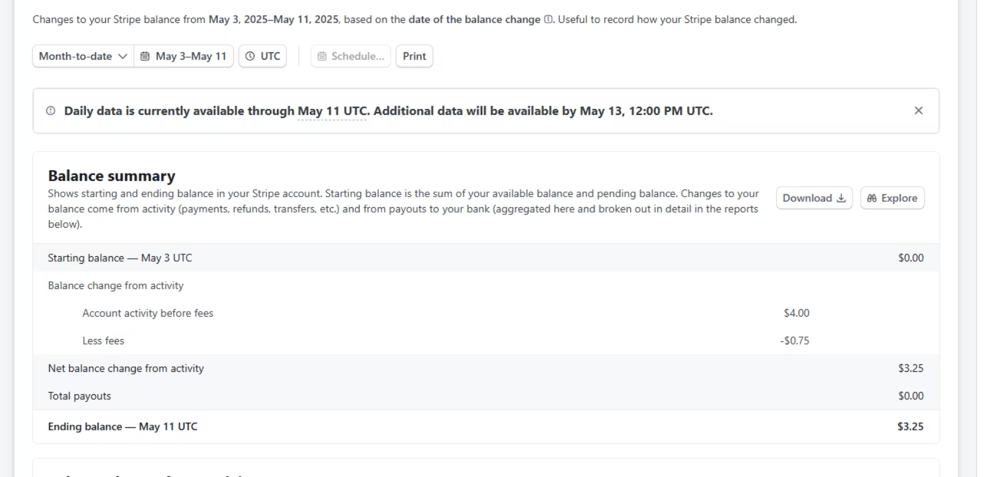 Changes to your Stripe balance from May 3, 2025–May 11, 2025, based on the date of the balance change. Useful to record how your Stripe balance changed.
Month-to-date May 3–May 11 UTC Schedule... Print
Daily data is currently available through May 11 UTC. Additional data will be available by May 13, 12:00 PM UTC.
Balance summary
Shows starting and ending balance in your Stripe account. Starting balance is the sum of your available balance and pending balance. Changes to your
balance come from activity (payments, refunds, transfers, etc.) and from payouts to your bank (aggregated here and broken out in detail in the reports
below).
Download Explore
Starting balance — May 3 UTC $0.00
Balance change from activity
Account activity before fees $4.00
Less fees -$0.75
Net balance change from activity $3.25
Total payouts $0.00
Ending balance — May 11 UTC $3.25